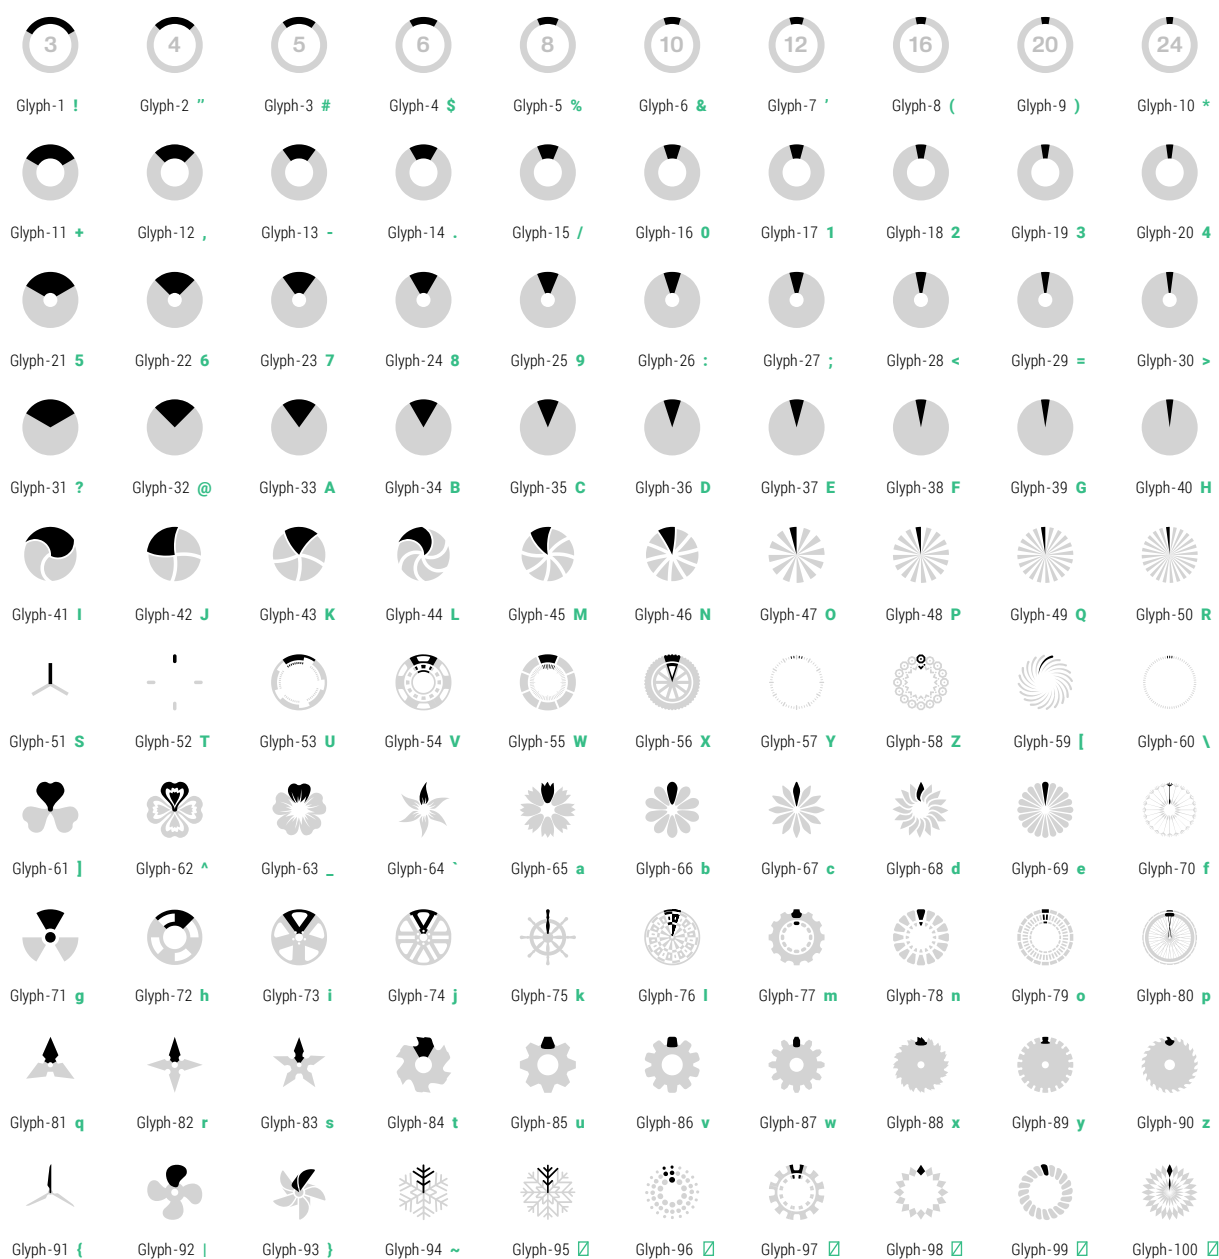 3 4 5 6 8 10 12 16 20 24
Glyph-1 ! Glyph-2 " Glyph-3 # Glyph-4 $ Glyph-5 % Glyph-6 & Glyph-7 ' Glyph-8 ( Glyph-9 ) Glyph-10 *
Glyph-11 + Glyph-12 , Glyph-13 - Glyph-14 . Glyph-15 / Glyph-16 0 Glyph-17 1 Glyph-18 2 Glyph-19 3 Glyph-20 4
Glyph-21 5 Glyph-22 6 Glyph-23 7 Glyph-24 8 Glyph-25 9 Glyph-26 : Glyph-27 ; Glyph-28 < Glyph-29 = Glyph-30 >
Glyph-31 ? Glyph-32 @ Glyph-33 A Glyph-34 B Glyph-35 C Glyph-36 D Glyph-37 E Glyph-38 F Glyph-39 G Glyph-40 H
Glyph-41 I Glyph-42 J Glyph-43 K Glyph-44 L Glyph-45 M Glyph-46 N Glyph-47 O Glyph-48 P Glyph-49 Q Glyph-50 R
Glyph-51 S Glyph-52 T Glyph-53 U Glyph-54 V Glyph-55 W Glyph-56 X Glyph-57 Y Glyph-58 Z Glyph-59 [ Glyph-60 \
Glyph-61 ] Glyph-62 ^ Glyph-63 _ Glyph-64 ` Glyph-65 a Glyph-66 b Glyph-67 c Glyph-68 d Glyph-69 e Glyph-70 f
Glyph-71 g Glyph-72 h Glyph-73 i Glyph-74 j Glyph-75 k Glyph-76 l Glyph-77 m Glyph-78 n Glyph-79 o Glyph-80 p
Glyph-81 q Glyph-82 r Glyph-83 s Glyph-84 t Glyph-85 u Glyph-86 v Glyph-87 w Glyph-88 x Glyph-89 y Glyph-90 z
Glyph-91 { Glyph-92 | Glyph-93 } Glyph-94 ~ Glyph-95 Glyph-96 Glyph-97 Glyph-98 Glyph-99 Glyph-100